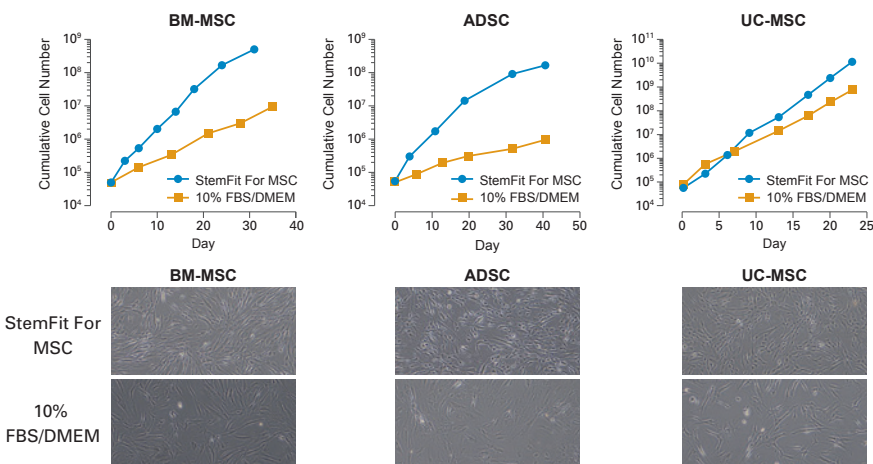 BM-MSC
Cumulative Cell Number
10⁹
10⁸
10⁷
10⁶
10⁵
10⁴
StemFit For MSC
10% FBS/DMEM
0 10 20 30 40
Day
ADSC
Cumulative Cell Number
10⁹
10⁸
10⁷
10⁶
10⁵
10⁴
StemFit For MSC
10% FBS/DMEM
0 10 20 30 40 50
Day
UC-MSC
Cumulative Cell Number
10¹¹
10¹⁰
10⁹
10⁸
10⁷
10⁶
10⁵
10⁴
StemFit For MSC
10% FBS/DMEM
0 5 10 15 20 25
Day
BM-MSC ADSC UC-MSC
StemFit For
MSC
10%
FBS/DMEM